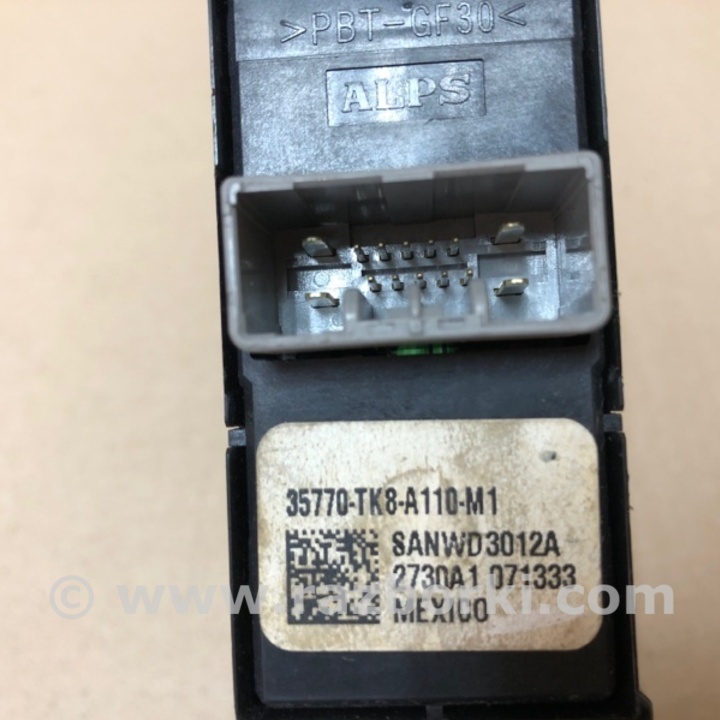 >PBT-GF30<
ALPS
35770-TK8-A110-M1
SANWD3012A
2730A1 071333
MEXICO
© www.razborki.com